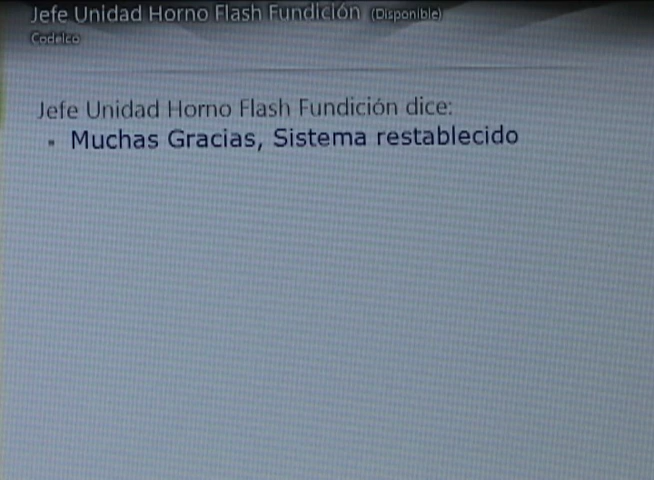 Jefe Unidad Horno Flash Fundición (Disponible)
Codelco
Jefe Unidad Horno Flash Fundición dice:
▪ Muchas Gracias, Sistema restablecido